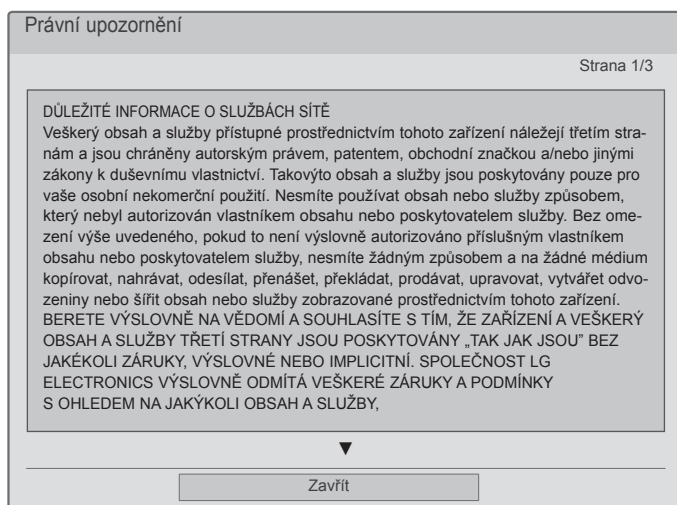 Právní upozornění
Strana 1/3
DŮLEŽITÉ INFORMACE O SLUŽBÁCH SÍTĚ
Veškerý obsah a služby přístupné prostřednictvím tohoto zařízení náležejí třetím stra-
nám a jsou chráněny autorským právem, patentem, obchodní značkou a/nebo jinými
zákony k duševnímu vlastnictví. Takovýto obsah a služby jsou poskytovány pouze pro
vaše osobní nekomerční použití. Nesmíte používat obsah nebo služby způsobem,
který nebyl autorizován vlastníkem obsahu nebo poskytovatelem služby. Bez ome-
zení výše uvedeného, pokud to není výslovně autorizováno příslušným vlastníkem
obsahu nebo poskytovatelem služby, nesmíte žádným způsobem a na žádné médium
kopírovat, nahrávat, odesílat, přenášet, překládat, prodávat, upravovat, vytvářet odvo-
zeniny nebo šířit obsah nebo služby zobrazované prostřednictvím tohoto zařízení.
BERETE VÝSLOVNĚ NA VĚDOMÍ A SOUHLASÍTE S TÍM, ŽE ZAŘÍZENÍ A VEŠKERÝ
OBSAH A SLUŽBY TŘETÍ STRANY JSOU POSKYTOVÁNY „TAK JAK JSOU” BEZ
JAKÉKOLI ZÁRUKY, VÝSLOVNÉ NEBO IMPLICITNÍ. SPOLEČNOST LG
ELECTRONICS VÝSLOVNĚ ODMÍTÁ VEŠKERÉ ZÁRUKY A PODMÍNKY
S OHLEDEM NA JAKÝKOLI OBSAH A SLUŽBY,
▼
Zavřít